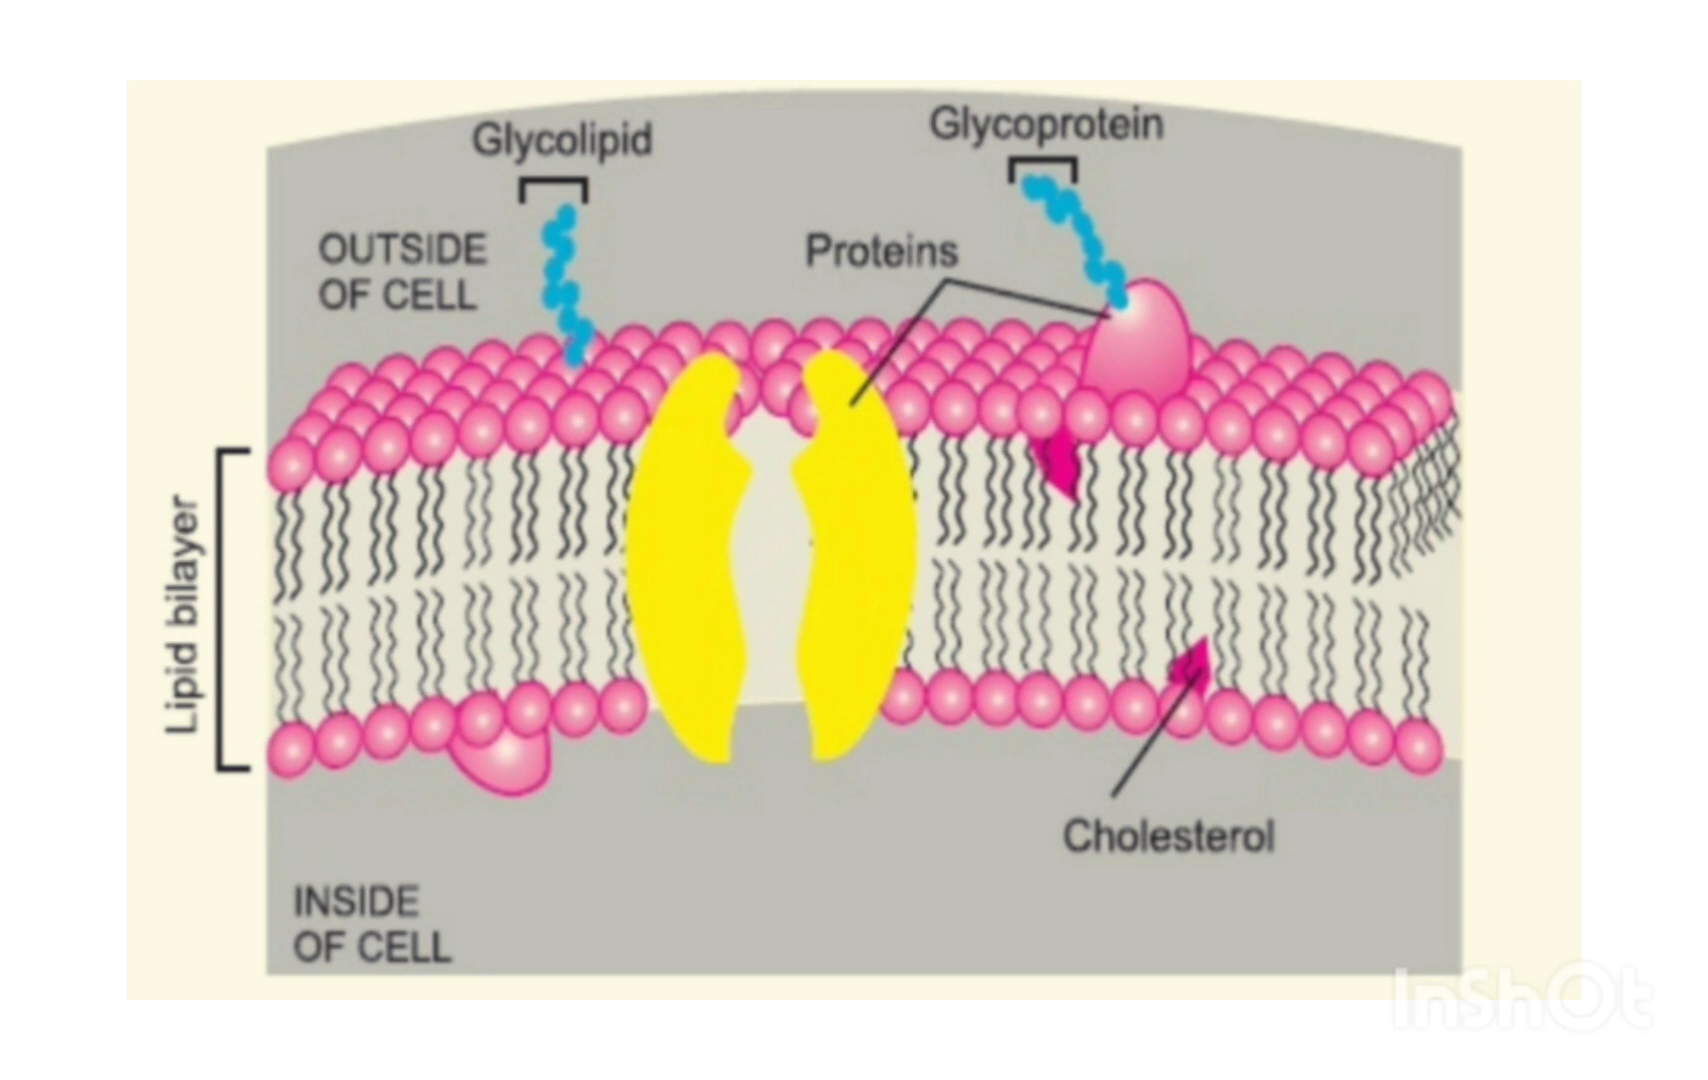 Glycolipid
Glycoprotein
OUTSIDE
OF CELL
Proteins
Lipid bilayer
Cholesterol
INSIDE
OF CELL
InShOt